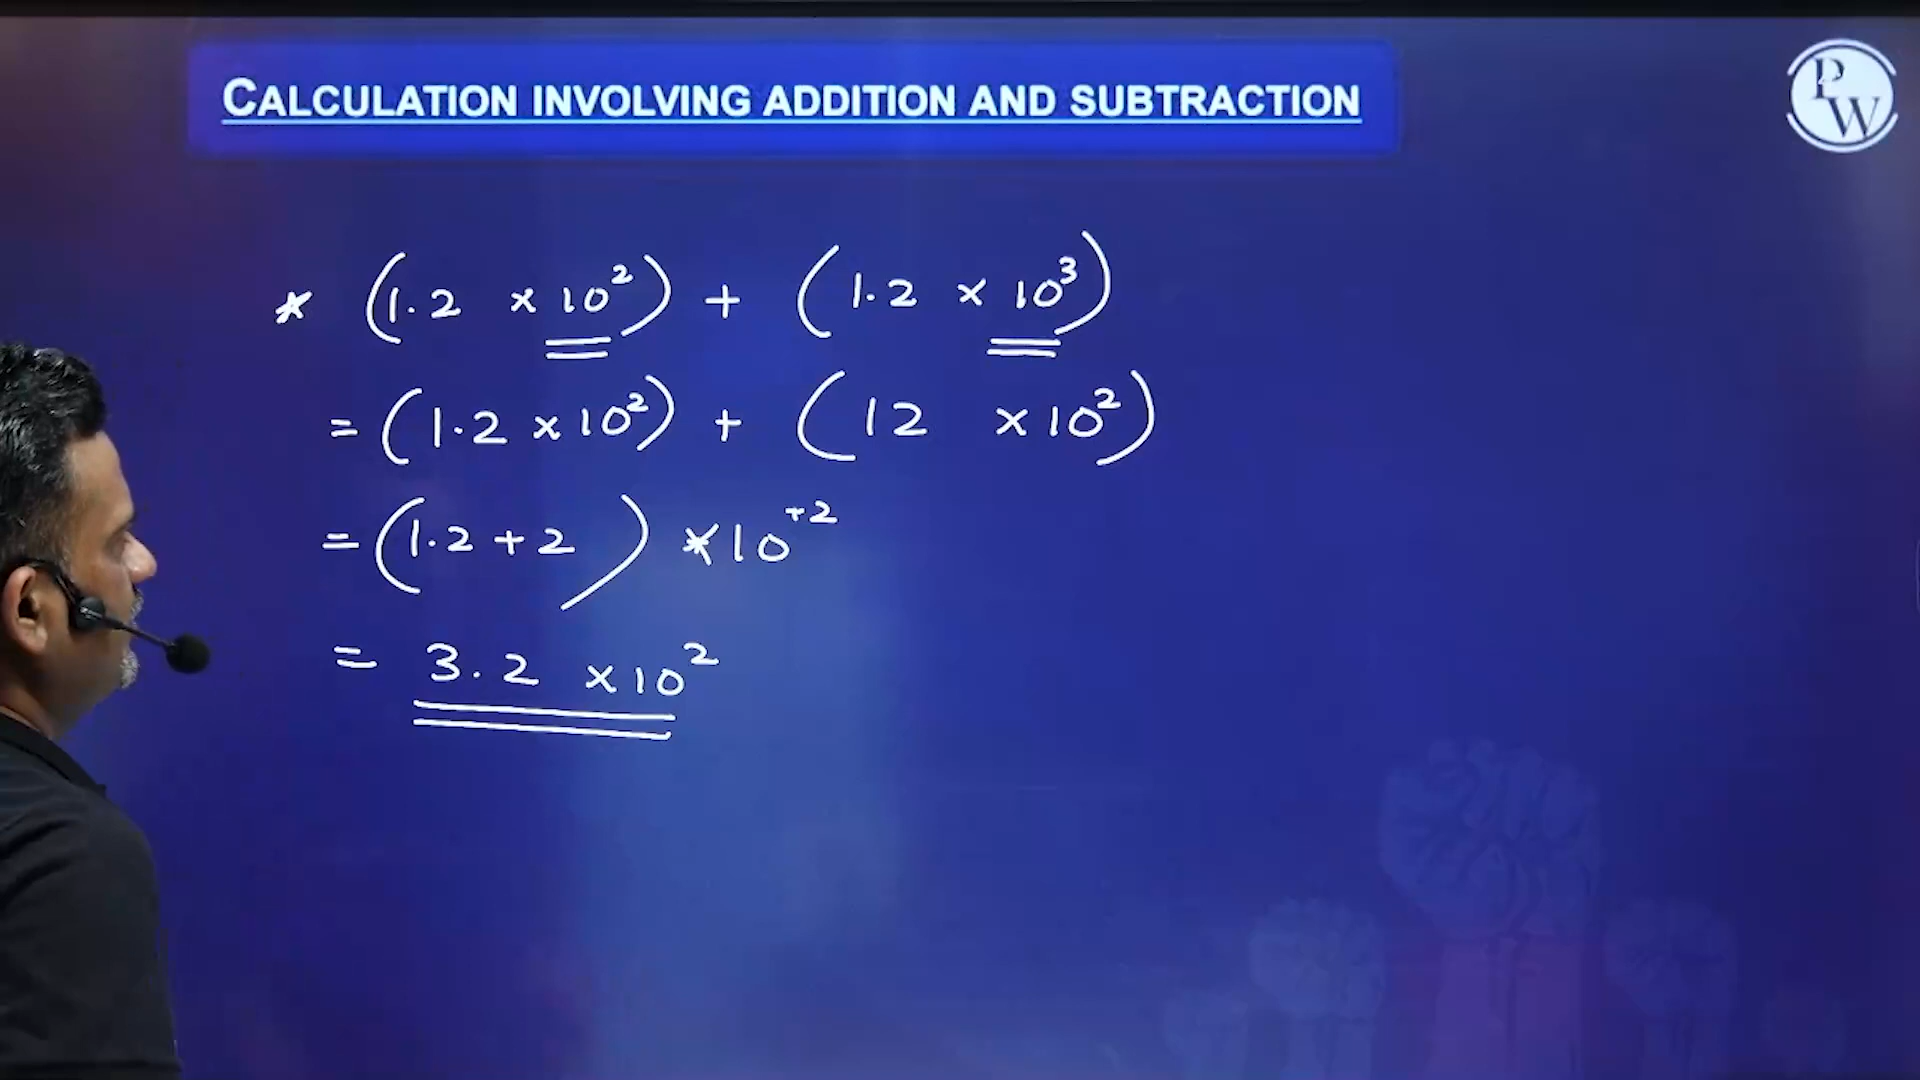 CALCULATION INVOLVING ADDITION AND SUBTRACTION
PW
* (1.2 × 10²) + (1.2 × 10³)
= (1.2 × 10²) + (12 × 10²)
= (1.2 + 2) × 10⁺²
= 3.2 × 10²